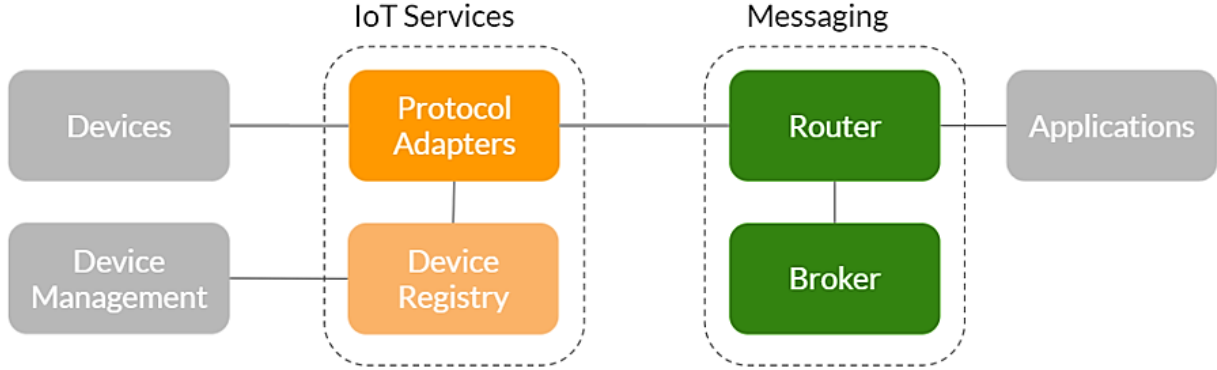 IoT Services
Messaging
Devices
Protocol
Adapters
Router
Applications
Device
Management
Device
Registry
Broker